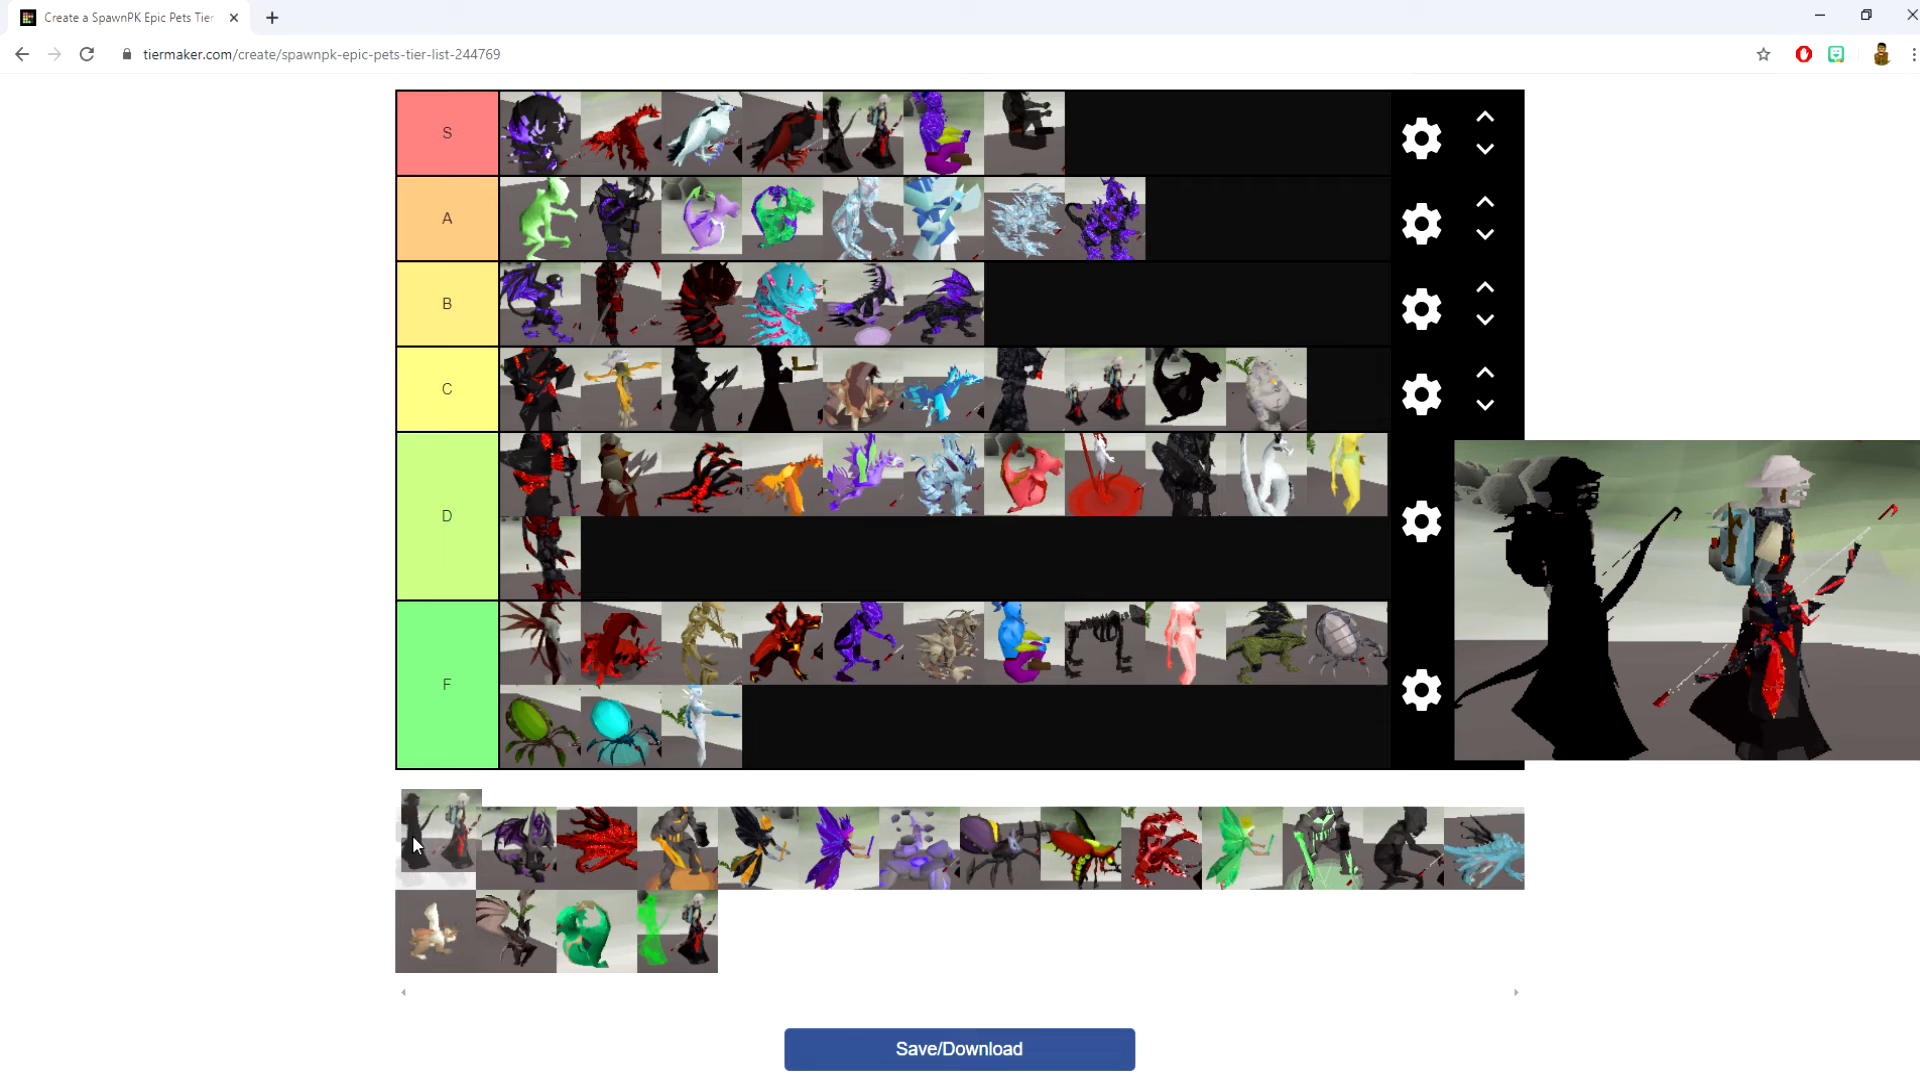 Create a SpawnPK Epic Pets Tier
tiermaker.com/create/spawnpk-epic-pets-tier-list-244769
S
A
B
C
D
F
Save/Download